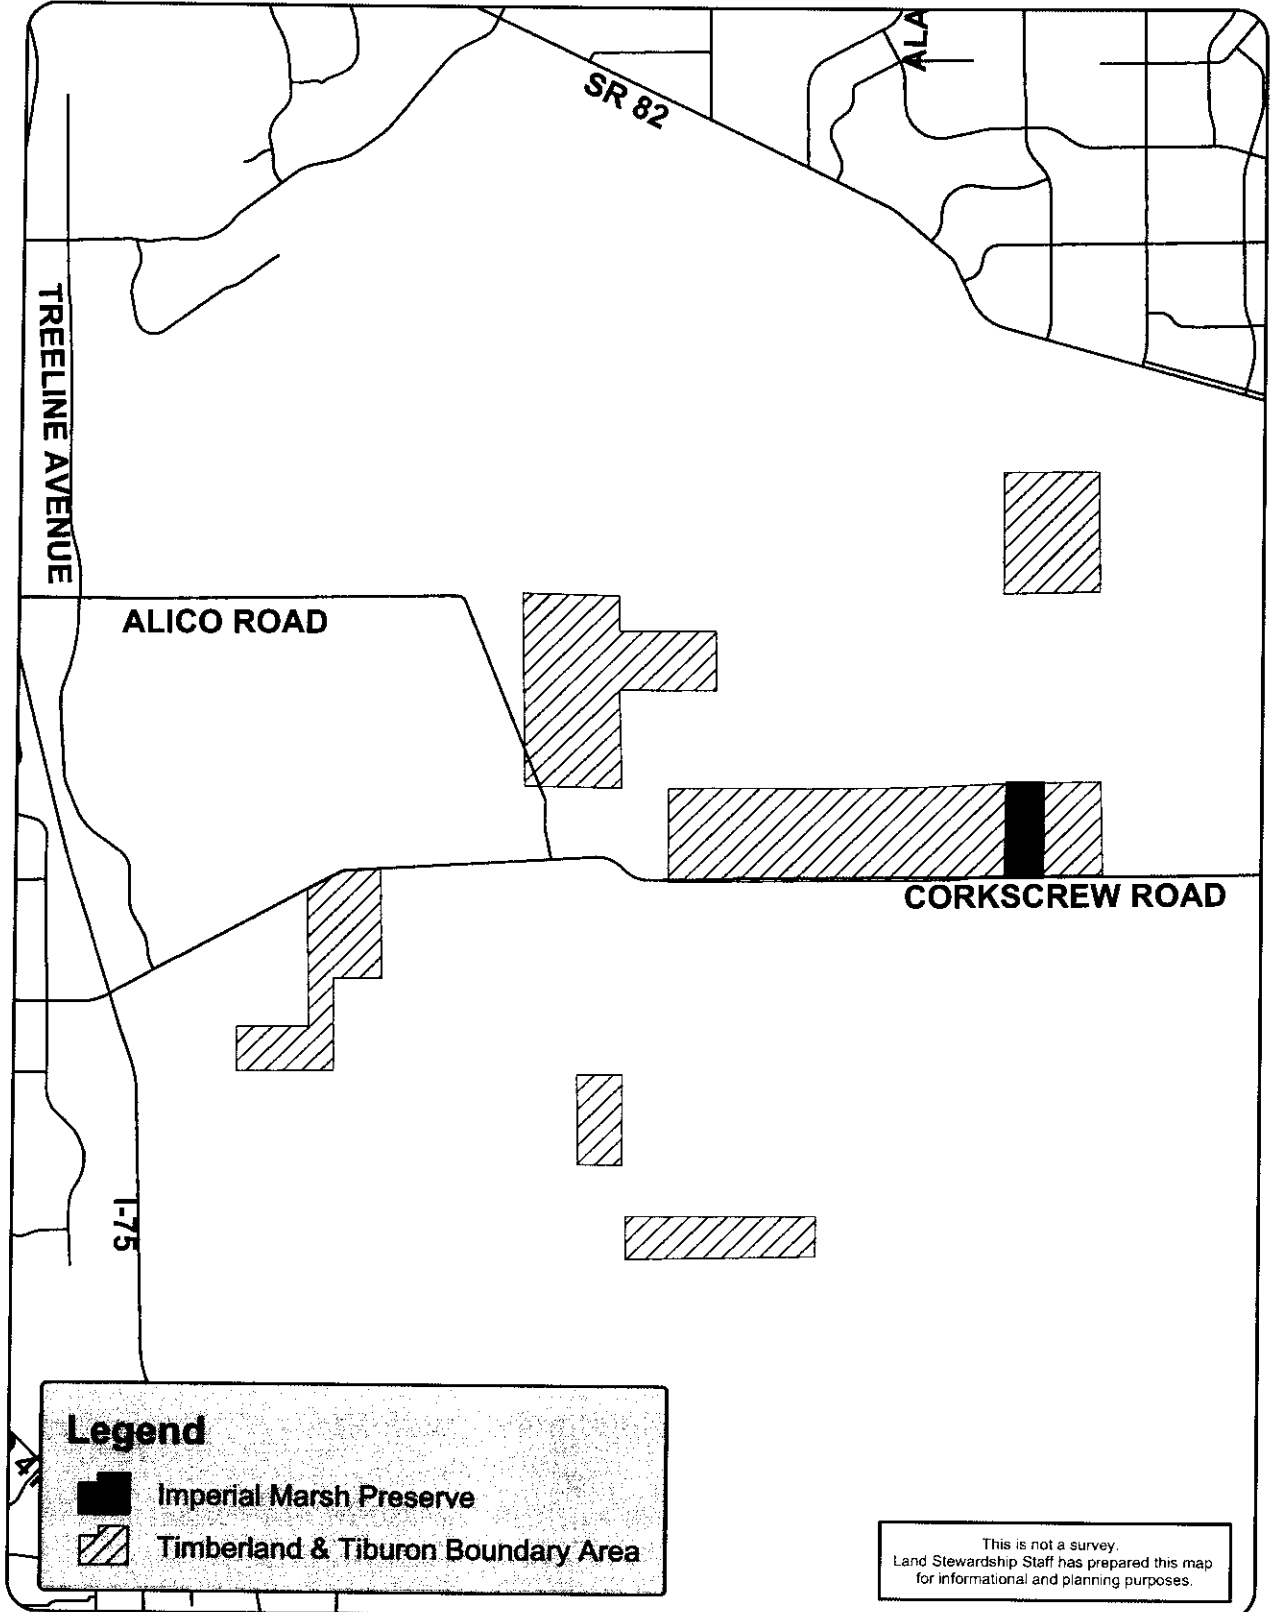 ALA
SR 82
TREELINE AVENUE
ALICO ROAD
CORKSCREW ROAD
I-75
Legend
Imperial Marsh Preserve
Timberland & Tiburon Boundary Area
This is not a survey.
Land Stewardship Staff has prepared this map
for informational and planning purposes.